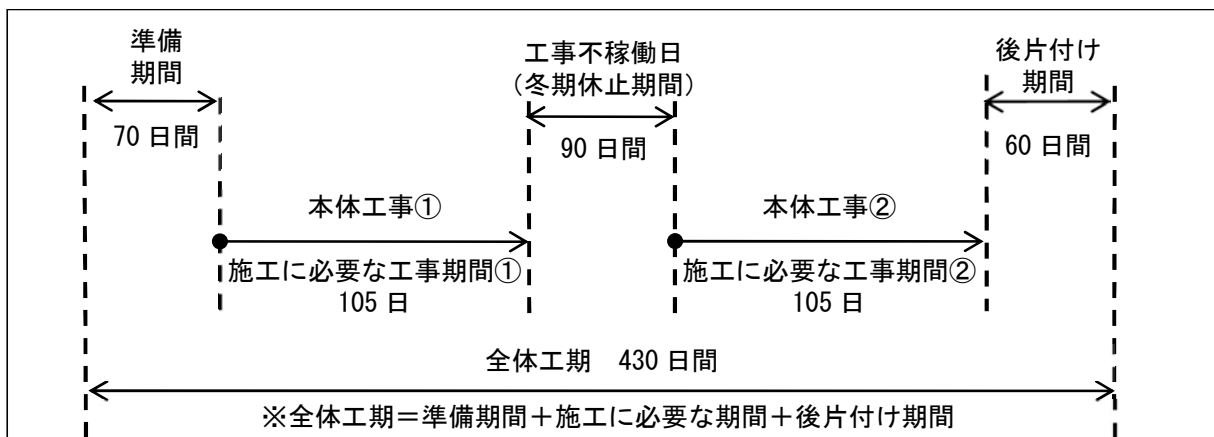 準備
期間
70 日間
工事不稼働日
(冬期休止期間)
90 日間
後片付け
期間
60 日間
本体工事①
施工に必要な工事期間①
105 日
本体工事②
施工に必要な工事期間②
105 日
全体工期 430 日間
※全体工期＝準備期間＋施工に必要な期間＋後片付け期間